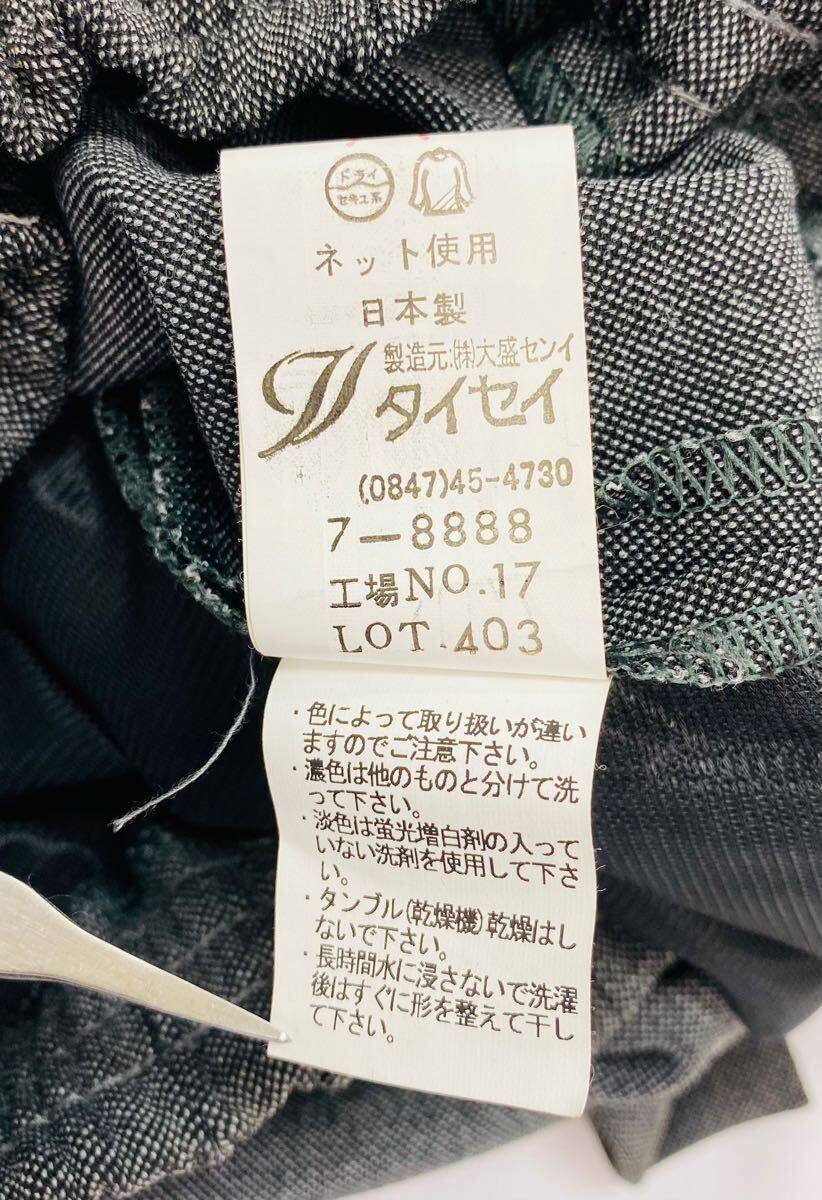 ドライ
セキユ系
ネット使用
日本製
製造元:㈱大盛センイ
タイセイ
(0847)45-4730
7-8888
工場NO.17
LOT.403
・色によって取り扱いが違い
ますのでご注意下さい。
・濃色は他のものと分けて洗
って下さい。
・淡色は蛍光増白剤の入って
いない洗剤を使用して下さ
い。
・タンブル(乾燥機)乾燥はし
ないで下さい。
・長時間水に浸さないで洗濯
後はすぐに形を整えて干し
て下さい。